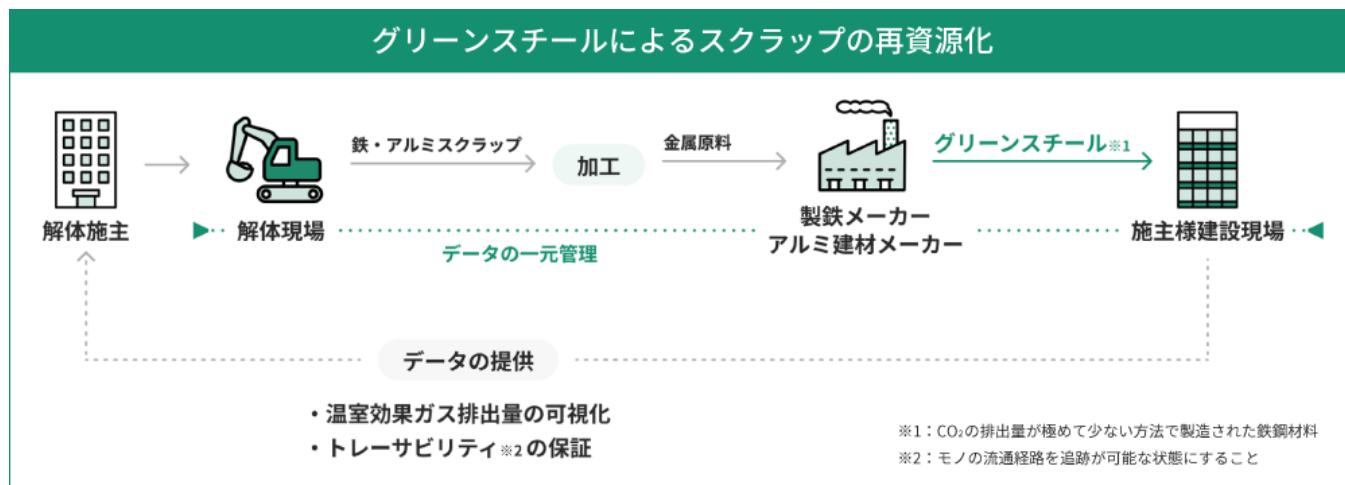 グリーンスチールによるスクラップの再資源化
鉄・アルミスクラップ
加工
金属原料
グリーンスチール※1
解体施主
解体現場
製鉄メーカー
アルミ建材メーカー
施主様建設現場
データの一元管理
データの提供
・温室効果ガス排出量の可視化
・トレーサビリティ※2の保証
※1：CO₂の排出量が極めて少ない方法で製造された鉄鋼材料
※2：モノの流通経路を追跡が可能な状態にすること